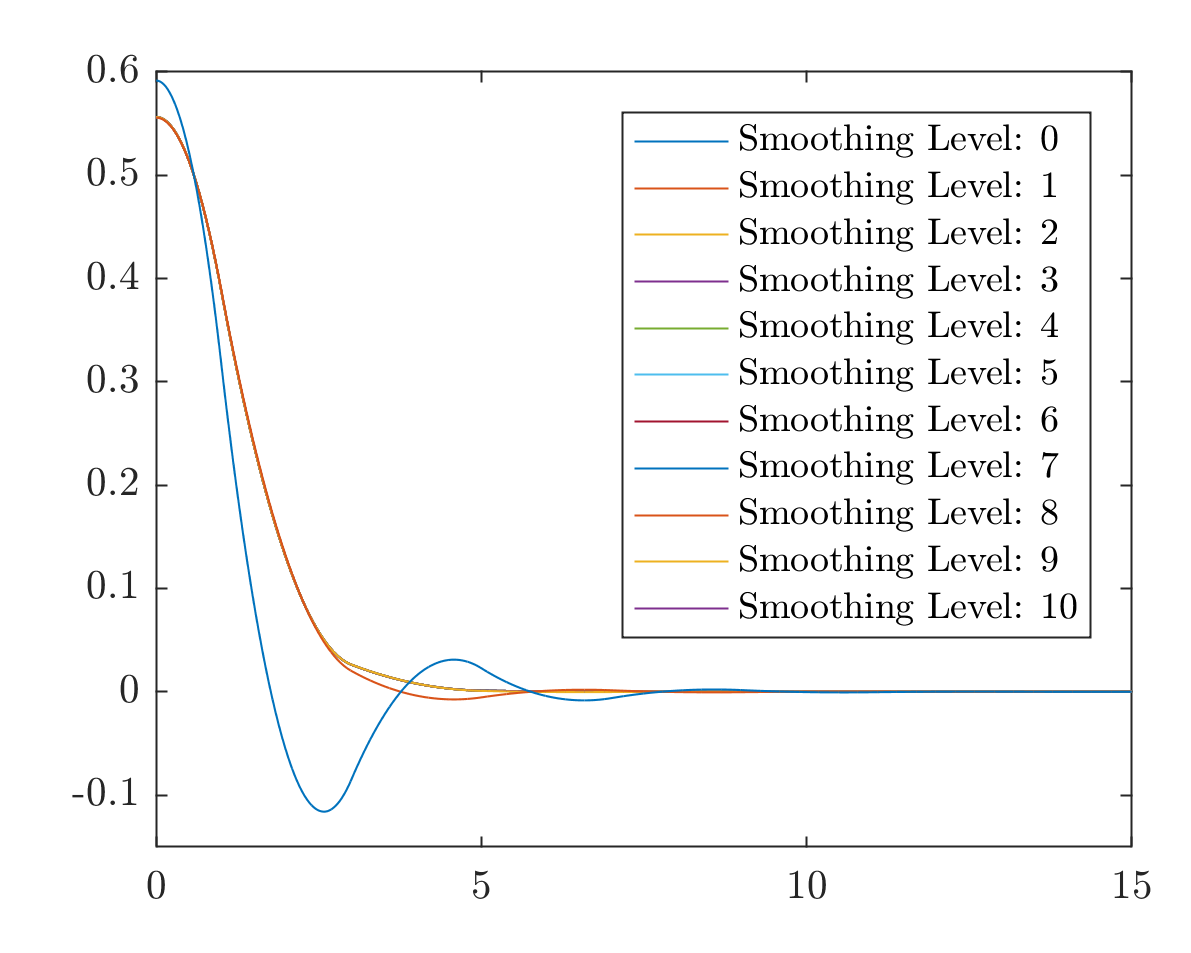 0.6
0.5
0.4
0.3
0.2
0.1
0
-0.1
0
5
10
15
Smoothing Level: 0
Smoothing Level: 1
Smoothing Level: 2
Smoothing Level: 3
Smoothing Level: 4
Smoothing Level: 5
Smoothing Level: 6
Smoothing Level: 7
Smoothing Level: 8
Smoothing Level: 9
Smoothing Level: 10